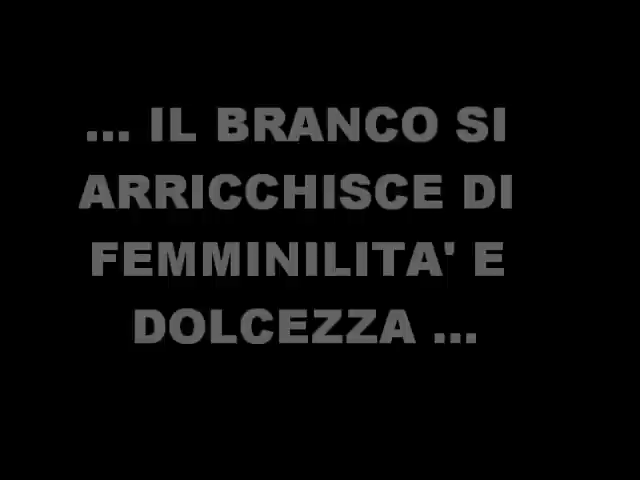 ... IL BRANCO SI
ARRICCHISCE DI
FEMMINILITA' E
DOLCEZZA ...